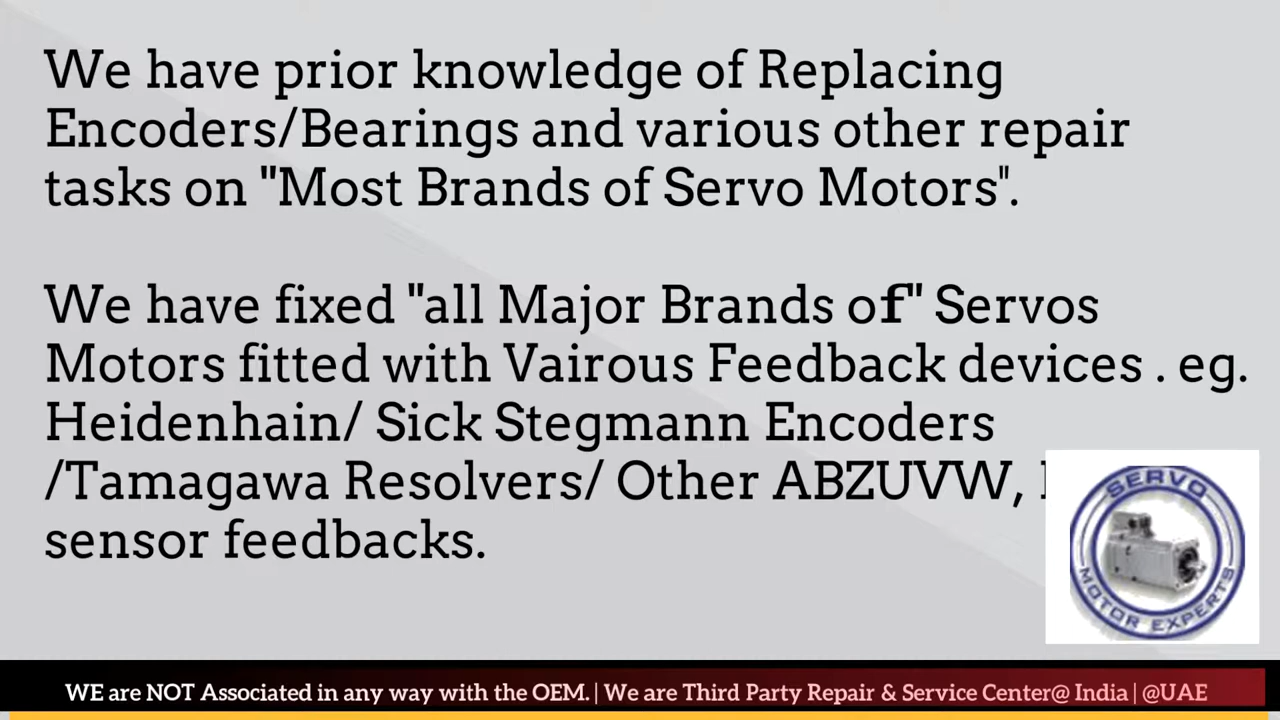 We have prior knowledge of Replacing
Encoders/Bearings and various other repair
tasks on "Most Brands of Servo Motors".
We have fixed "all Major Brands of" Servos
Motors fitted with Vairous Feedback devices . eg.
Heidenhain/ Sick Stegmann Encoders
/Tamagawa Resolvers/ Other ABZUVW,
sensor feedbacks.
SERVO
MOTOR EXPERTS
WE are NOT Associated in any way with the OEM. | We are Third Party Repair & Service Center@ India | @UAE